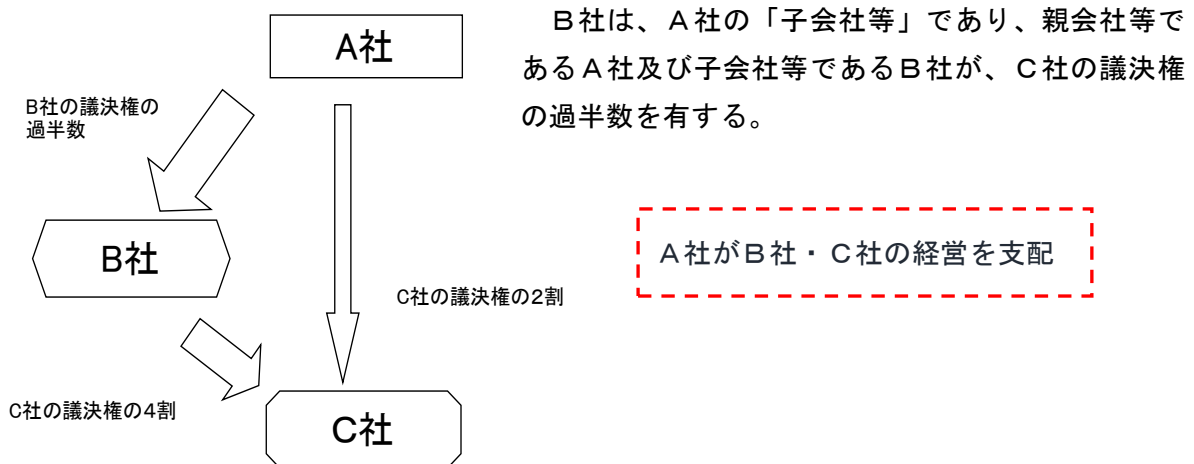 A社
B社は、A社の「子会社等」であり、親会社等で
あるA社及び子会社等であるB社が、C社の議決権
の過半数を有する。
B社の議決権の
過半数
B社
A社がB社・C社の経営を支配
C社の議決権の2割
C社の議決権の4割
C社